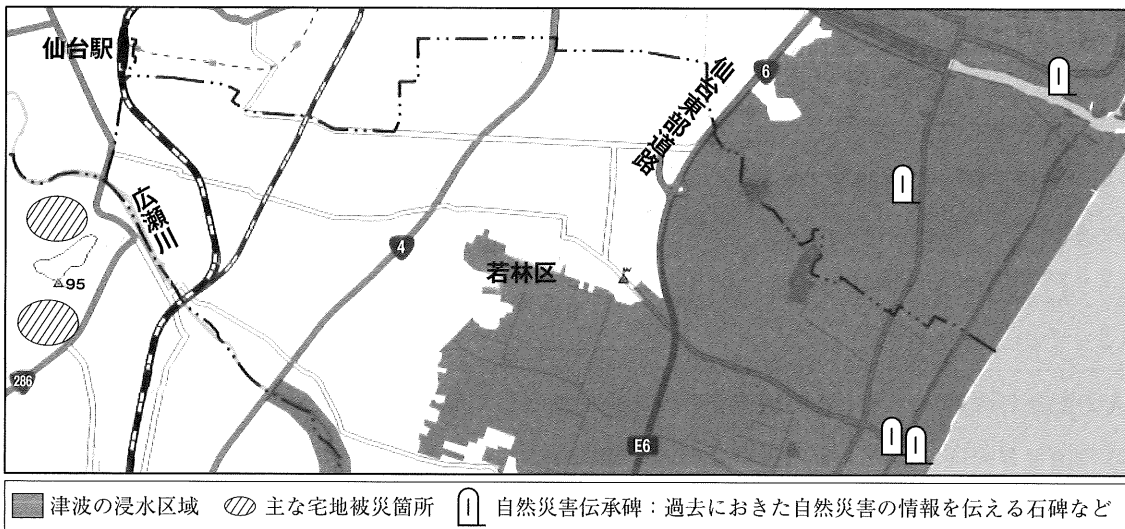 仙台駅
広瀬川
95
286
4
若林区
仙台東部道路
6
E6
津波の浸水区域 主な宅地被災箇所 自然災害伝承碑：過去におきた自然災害の情報を伝える石碑など